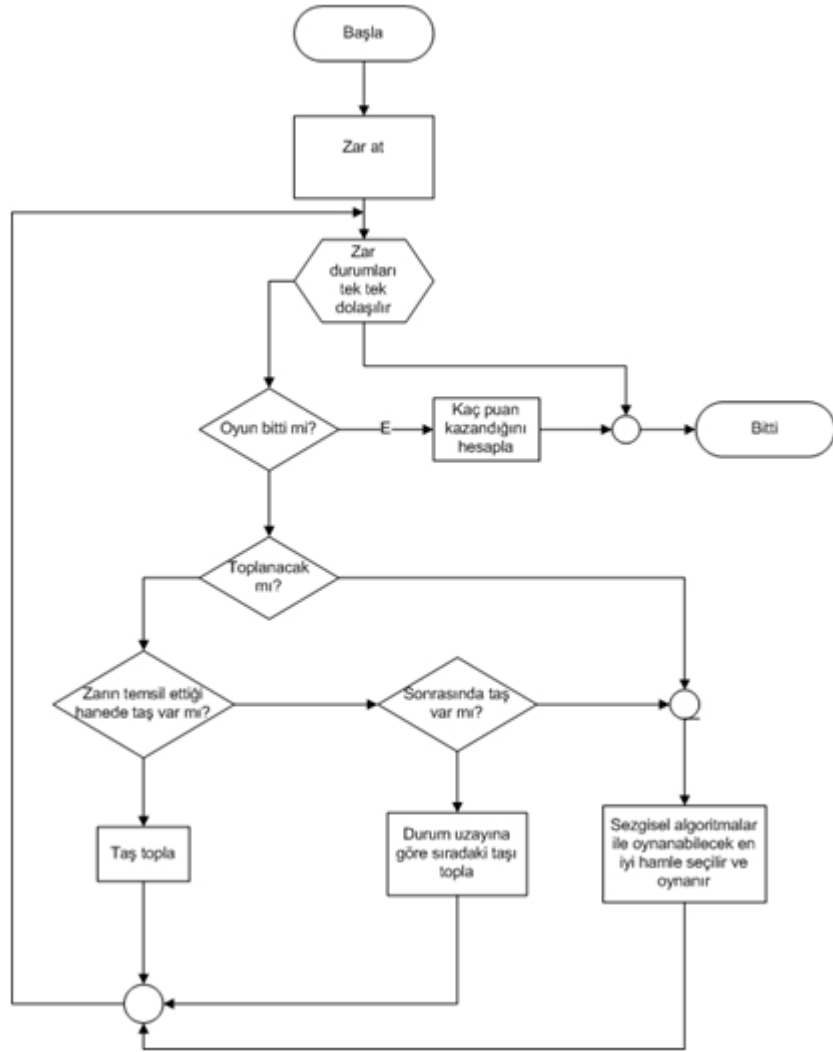 Başla
Zar at
Zar
durumları
tek tek
dolaşılır
Oyun bitti mi?
E
Kaç puan
kazandığını
hesapla
Bitti
Toplanacak
mı?
Zarın temsil ettiği
hanede taş var mı?
Sonrasında taş
var mı?
Taş topla
Durum uzayına
göre sıradaki taşı
topla
Sezgisel algoritmalar
ile oynanabilecek en
iyi hamle seçilir ve
oynanır